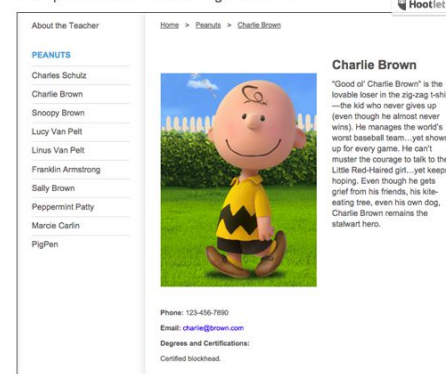 Hootlet
About the Teacher
Home > Peanuts > Charlie Brown
PEANUTS
Charles Schulz
Charlie Brown
Snoopy Brown
Lucy Van Pelt
Linus Van Pelt
Franklin Armstrong
Sally Brown
Peppermint Patty
Marcie Carlin
PigPen
Charlie Brown
"Good ol' Charlie Brown" is the
lovable loser in the zig-zag t-shi
—the kid who never gives up
(even though he almost never
wins). He manages the world's
worst baseball team...yet shows
up for every game. He can't
muster the courage to talk to the
Little Red-Haired girl...yet keeps
hoping. Even though he gets
grief from his friends, his kite-
eating tree, even his own dog,
Charlie Brown remains the
stalwart hero.
Phone: 123-456-7890
Email: charlie@brown.com
Degrees and Certifications:
Certified blockhead.